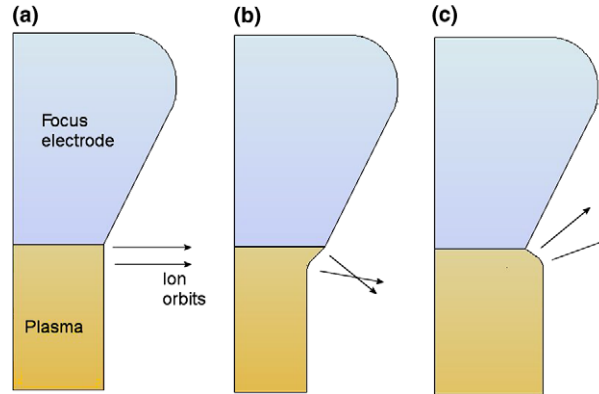 (a)
(b)
(c)
Focus
electrode
Ion
orbits
Plasma